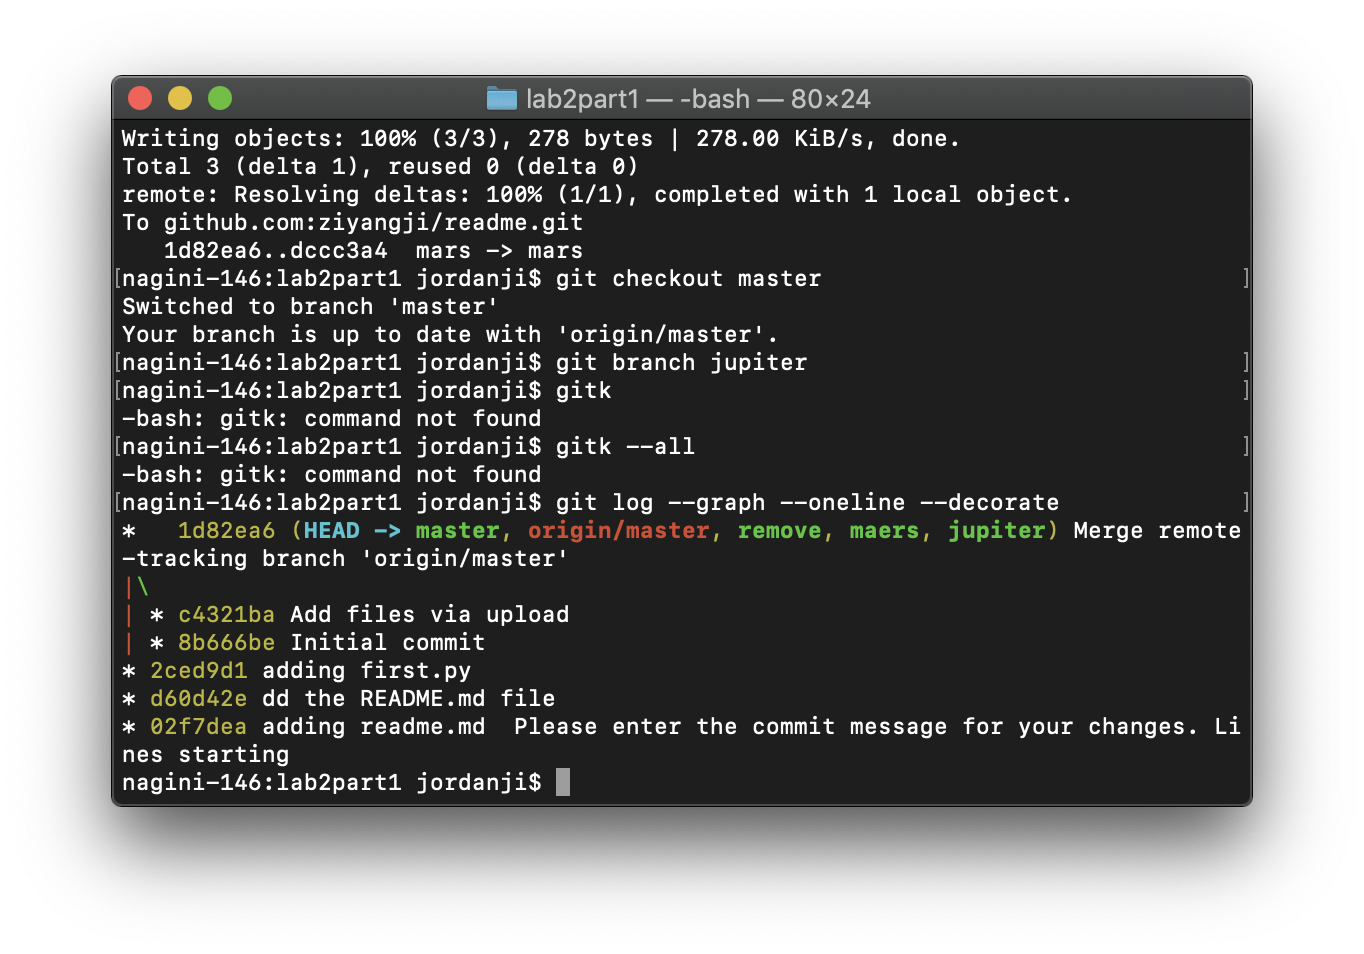 lab2part1 — -bash — 80×24
Writing objects: 100% (3/3), 278 bytes | 278.00 KiB/s, done.
Total 3 (delta 1), reused 0 (delta 0)
remote: Resolving deltas: 100% (1/1), completed with 1 local object.
To github.com:ziyangji/readme.git
   1d82ea6..dccc3a4  mars -> mars
[nagini-146:lab2part1 jordanji$ git checkout master ]
Switched to branch 'master'
Your branch is up to date with 'origin/master'.
[nagini-146:lab2part1 jordanji$ git branch jupiter ]
[nagini-146:lab2part1 jordanji$ gitk ]
-bash: gitk: command not found
[nagini-146:lab2part1 jordanji$ gitk --all ]
-bash: gitk: command not found
[nagini-146:lab2part1 jordanji$ git log --graph --oneline --decorate ]
*   1d82ea6 (HEAD -> master, origin/master, remove, maers, jupiter) Merge remote
-tracking branch 'origin/master'
|\
| * c4321ba Add files via upload
| * 8b666be Initial commit
* 2ced9d1 adding first.py
* d60d42e dd the README.md file
* 02f7dea adding readme.md  Please enter the commit message for your changes. Li
nes starting
nagini-146:lab2part1 jordanji$